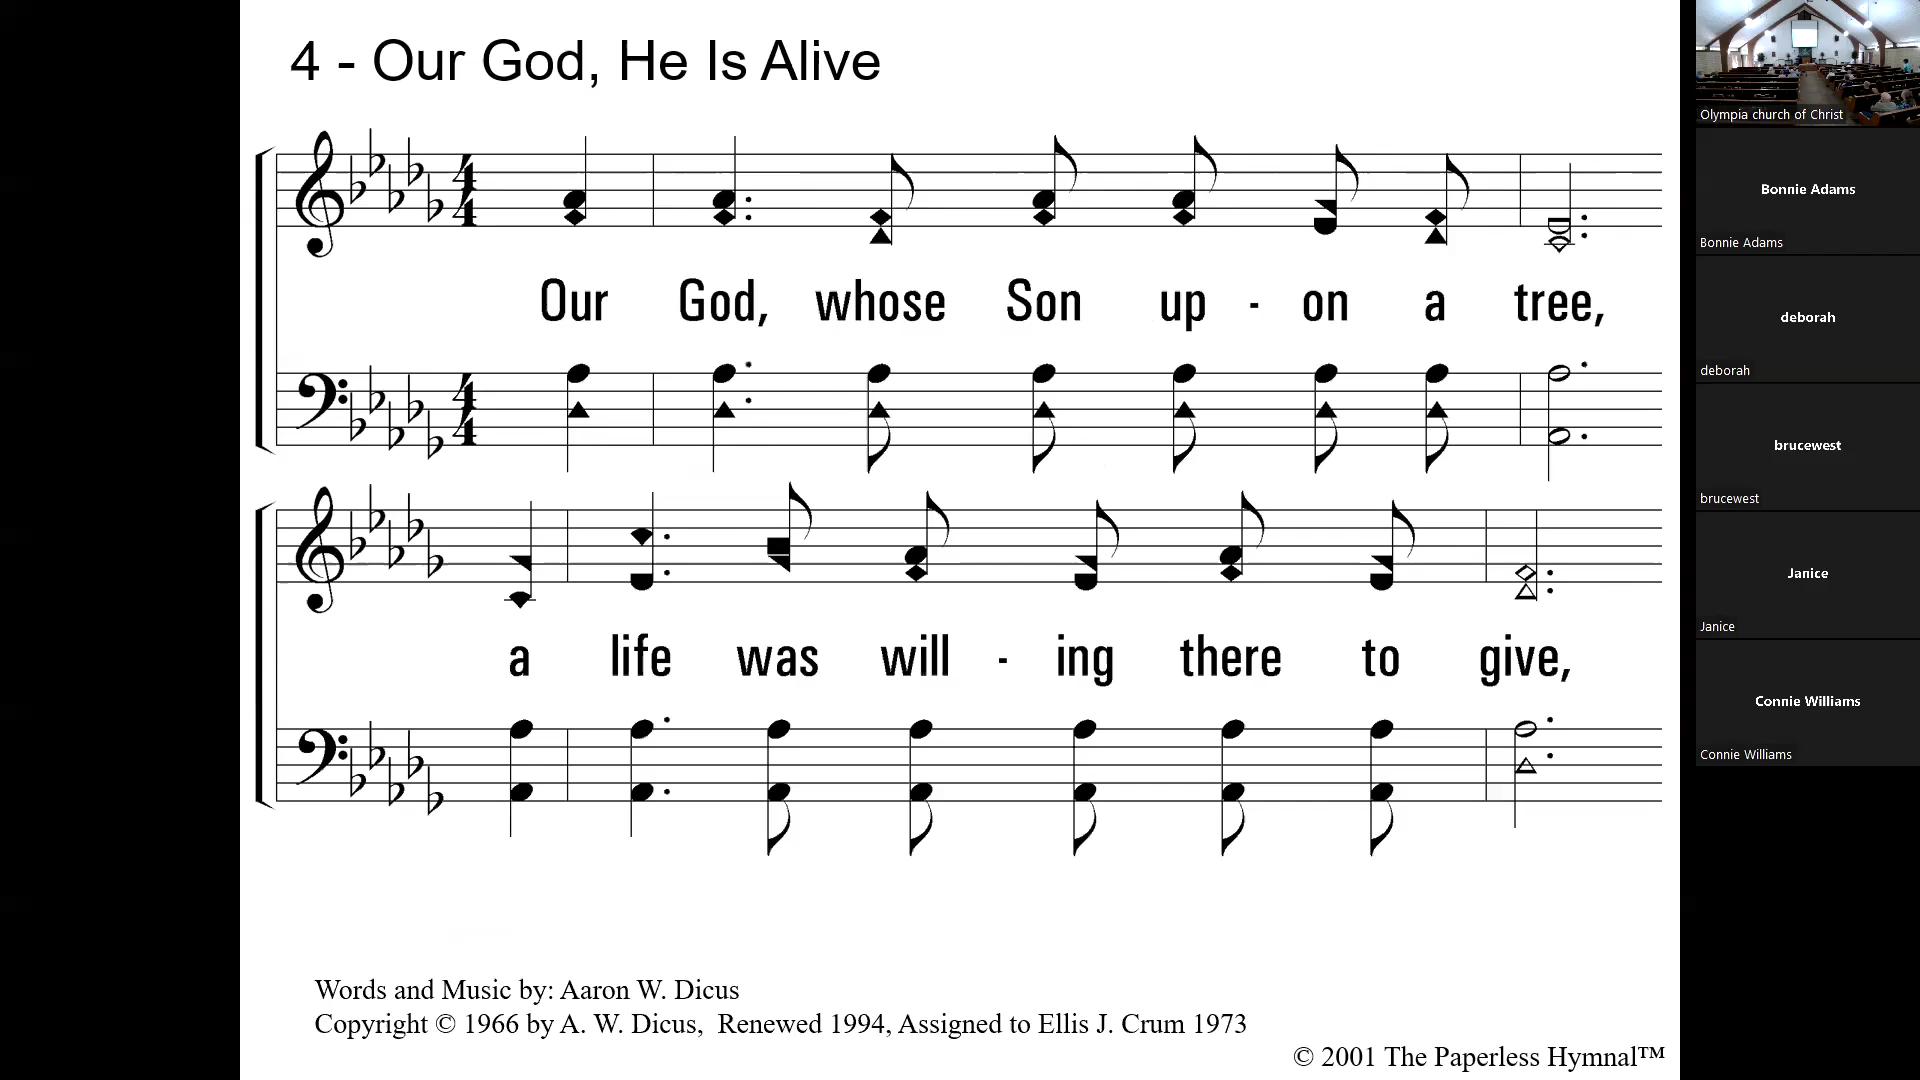 4 - Our God, He Is Alive
Our God, whose Son up - on a tree,
a life was will - ing there to give,
Words and Music by: Aaron W. Dicus
Copyright © 1966 by A. W. Dicus, Renewed 1994, Assigned to Ellis J. Crum 1973
© 2001 The Paperless Hymnal™
Olympia church of Christ
Bonnie Adams
Bonnie Adams
deborah
deborah
brucewest
brucewest
Janice
Janice
Connie Williams
Connie Williams